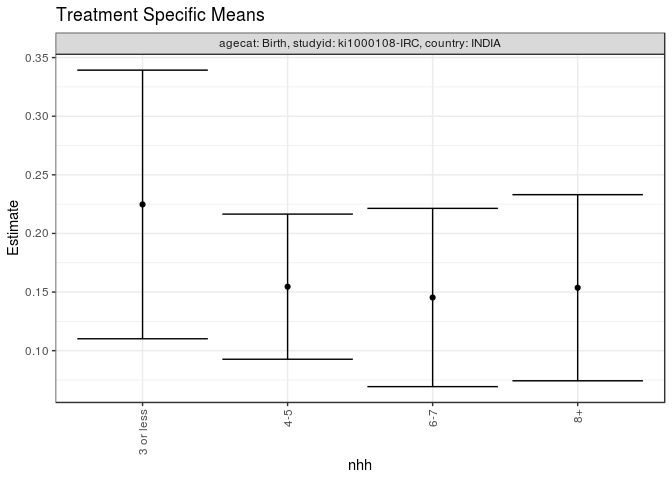 Treatment Specific Means
agecat: Birth, studyid: ki1000108-IRC, country: INDIA
0.35
0.30
0.25
0.20
0.15
0.10
Estimate
3 or less
4-5
6-7
8+
nhh